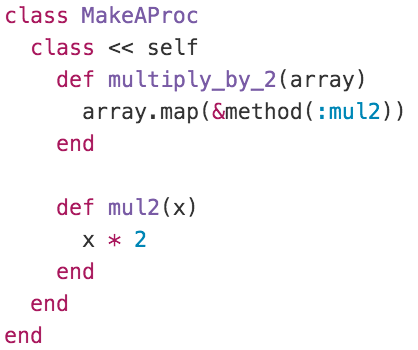 class MakeAProc
  class << self
    def multiply_by_2(array)
      array.map(&method(:mul2))
    end

    def mul2(x)
      x * 2
    end
  end
end